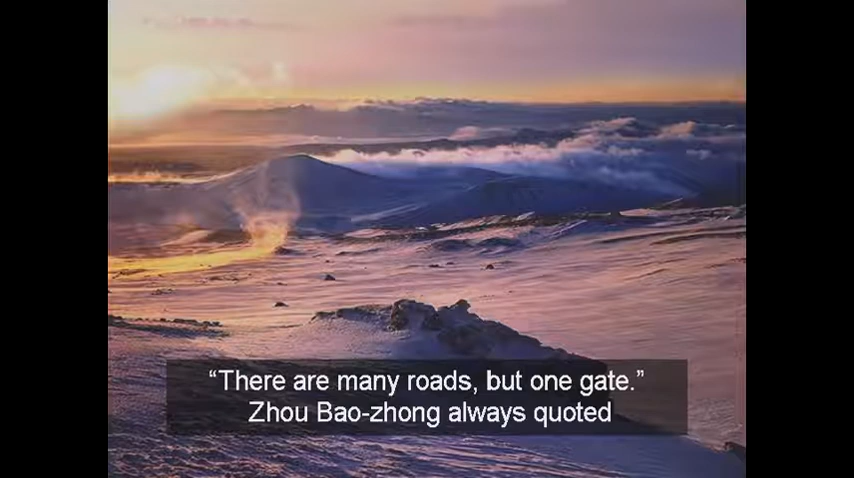 “There are many roads, but one gate.”
Zhou Bao-zhong always quoted